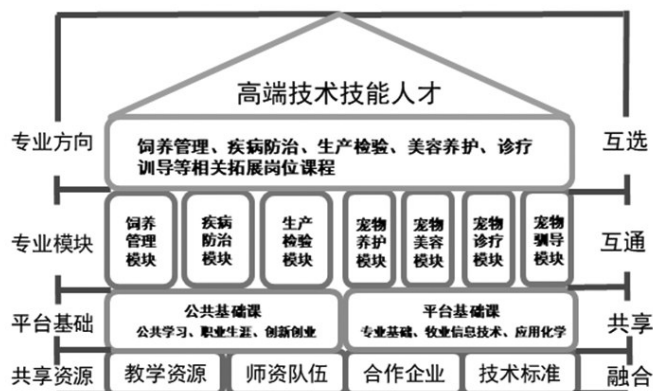 高端技术技能人才
专业方向
饲养管理、疾病防治、生产检验、美容养护、诊疗
训导等相关拓展岗位课程
互选
专业模块
饲养
管理
模块
疾病
防治
模块
生产
检验
模块
宠物
养护
模块
宠物
美容
模块
宠物
诊疗
模块
宠物
驯导
模块
互通
平台基础
公共基础课
公共学习、职业生涯、创新创业
平台基础课
专业基础、牧业信息技术、应用化学
共享
共享资源
教学资源
师资队伍
合作企业
技术标准
融合